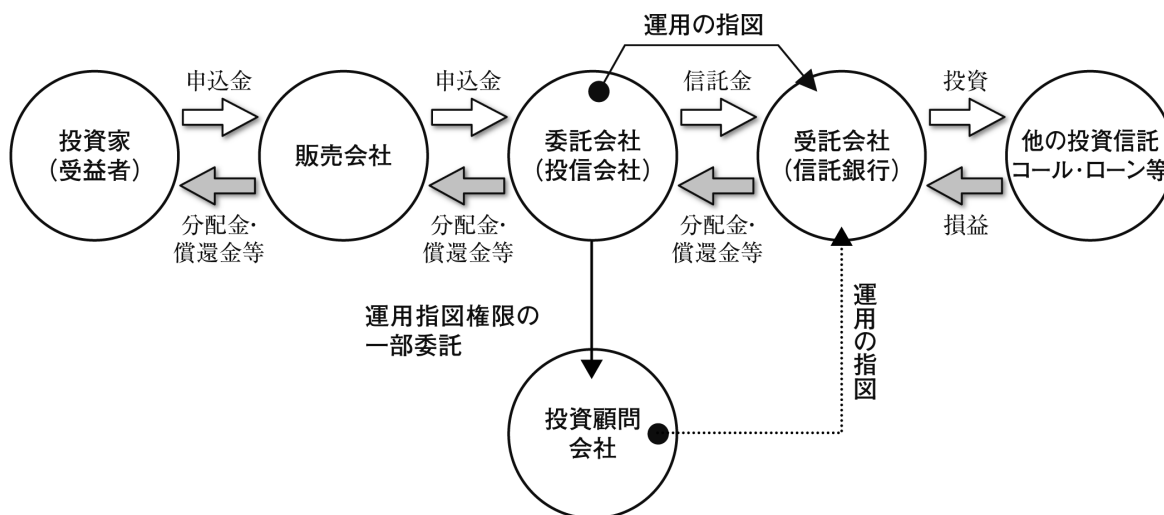 運用の指図
申込金
申込金
信託金
投資
投資家
(受益者)
販売会社
委託会社
(投信会社)
受託会社
(信託銀行)
他の投資信託
コール・ローン等
分配金・
償還金等
分配金・
償還金等
分配金・
償還金等
損益
運用指図権限の
一部委託
運用の指図
投資顧問
会社